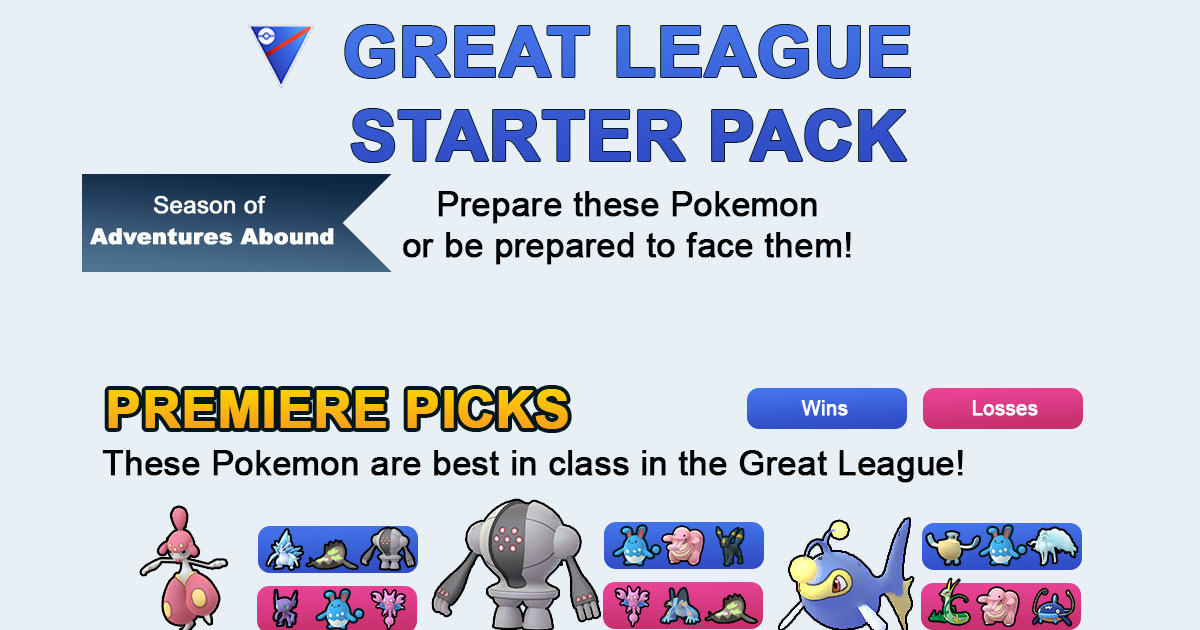 GREAT LEAGUE
STARTER PACK
Season of
Adventures Abound
Prepare these Pokemon
or be prepared to face them!
PREMIERE PICKS
Wins
Losses
These Pokemon are best in class in the Great League!